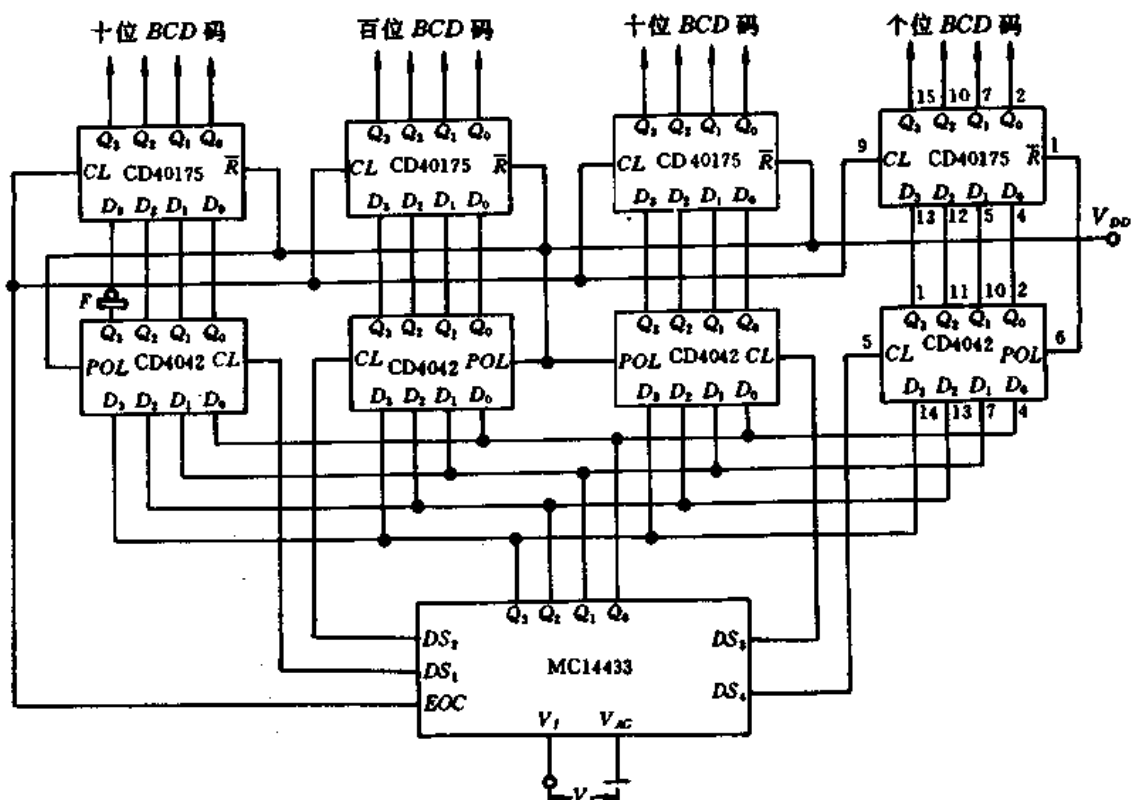 十位 BCD 码 百位 BCD 码 十位 BCD 码 个位 BCD 码
15 10 7 2
Q₃ Q₂ Q₁ Q₀ Q₃ Q₂ Q₁ Q₀ Q₃ Q₂ Q₁ Q₀ Q₃ Q₂ Q₁ Q₀
CL CD40175 R̅ CL CD40175 R̅ CL CD40175 R̅ 9 CL CD40175 R̅ 1
D₃ D₂ D₁ D₀ D₃ D₂ D₁ D₀ D₃ D₂ D₁ D₀ D₃ D₂ D₁ D₀
13 12 5 4
V_DD
F
1 11 10 2
Q₃ Q₂ Q₁ Q₀ Q₃ Q₂ Q₁ Q₀ Q₃ Q₂ Q₁ Q₀ Q₃ Q₂ Q₁ Q₀
POL CD4042 CL CL CD4042 POL POL CD4042 CL 5 CL CD4042 POL 6
D₃ D₂ D₁ D₀ D₃ D₂ D₁ D₀ D₃ D₂ D₁ D₀ D₃ D₂ D₁ D₀
14 13 7 4
Q₃ Q₂ Q₁ Q₀
DS₂ DS₃
DS₁ MC14433
DS₄
EOC
V_I V_AG
V